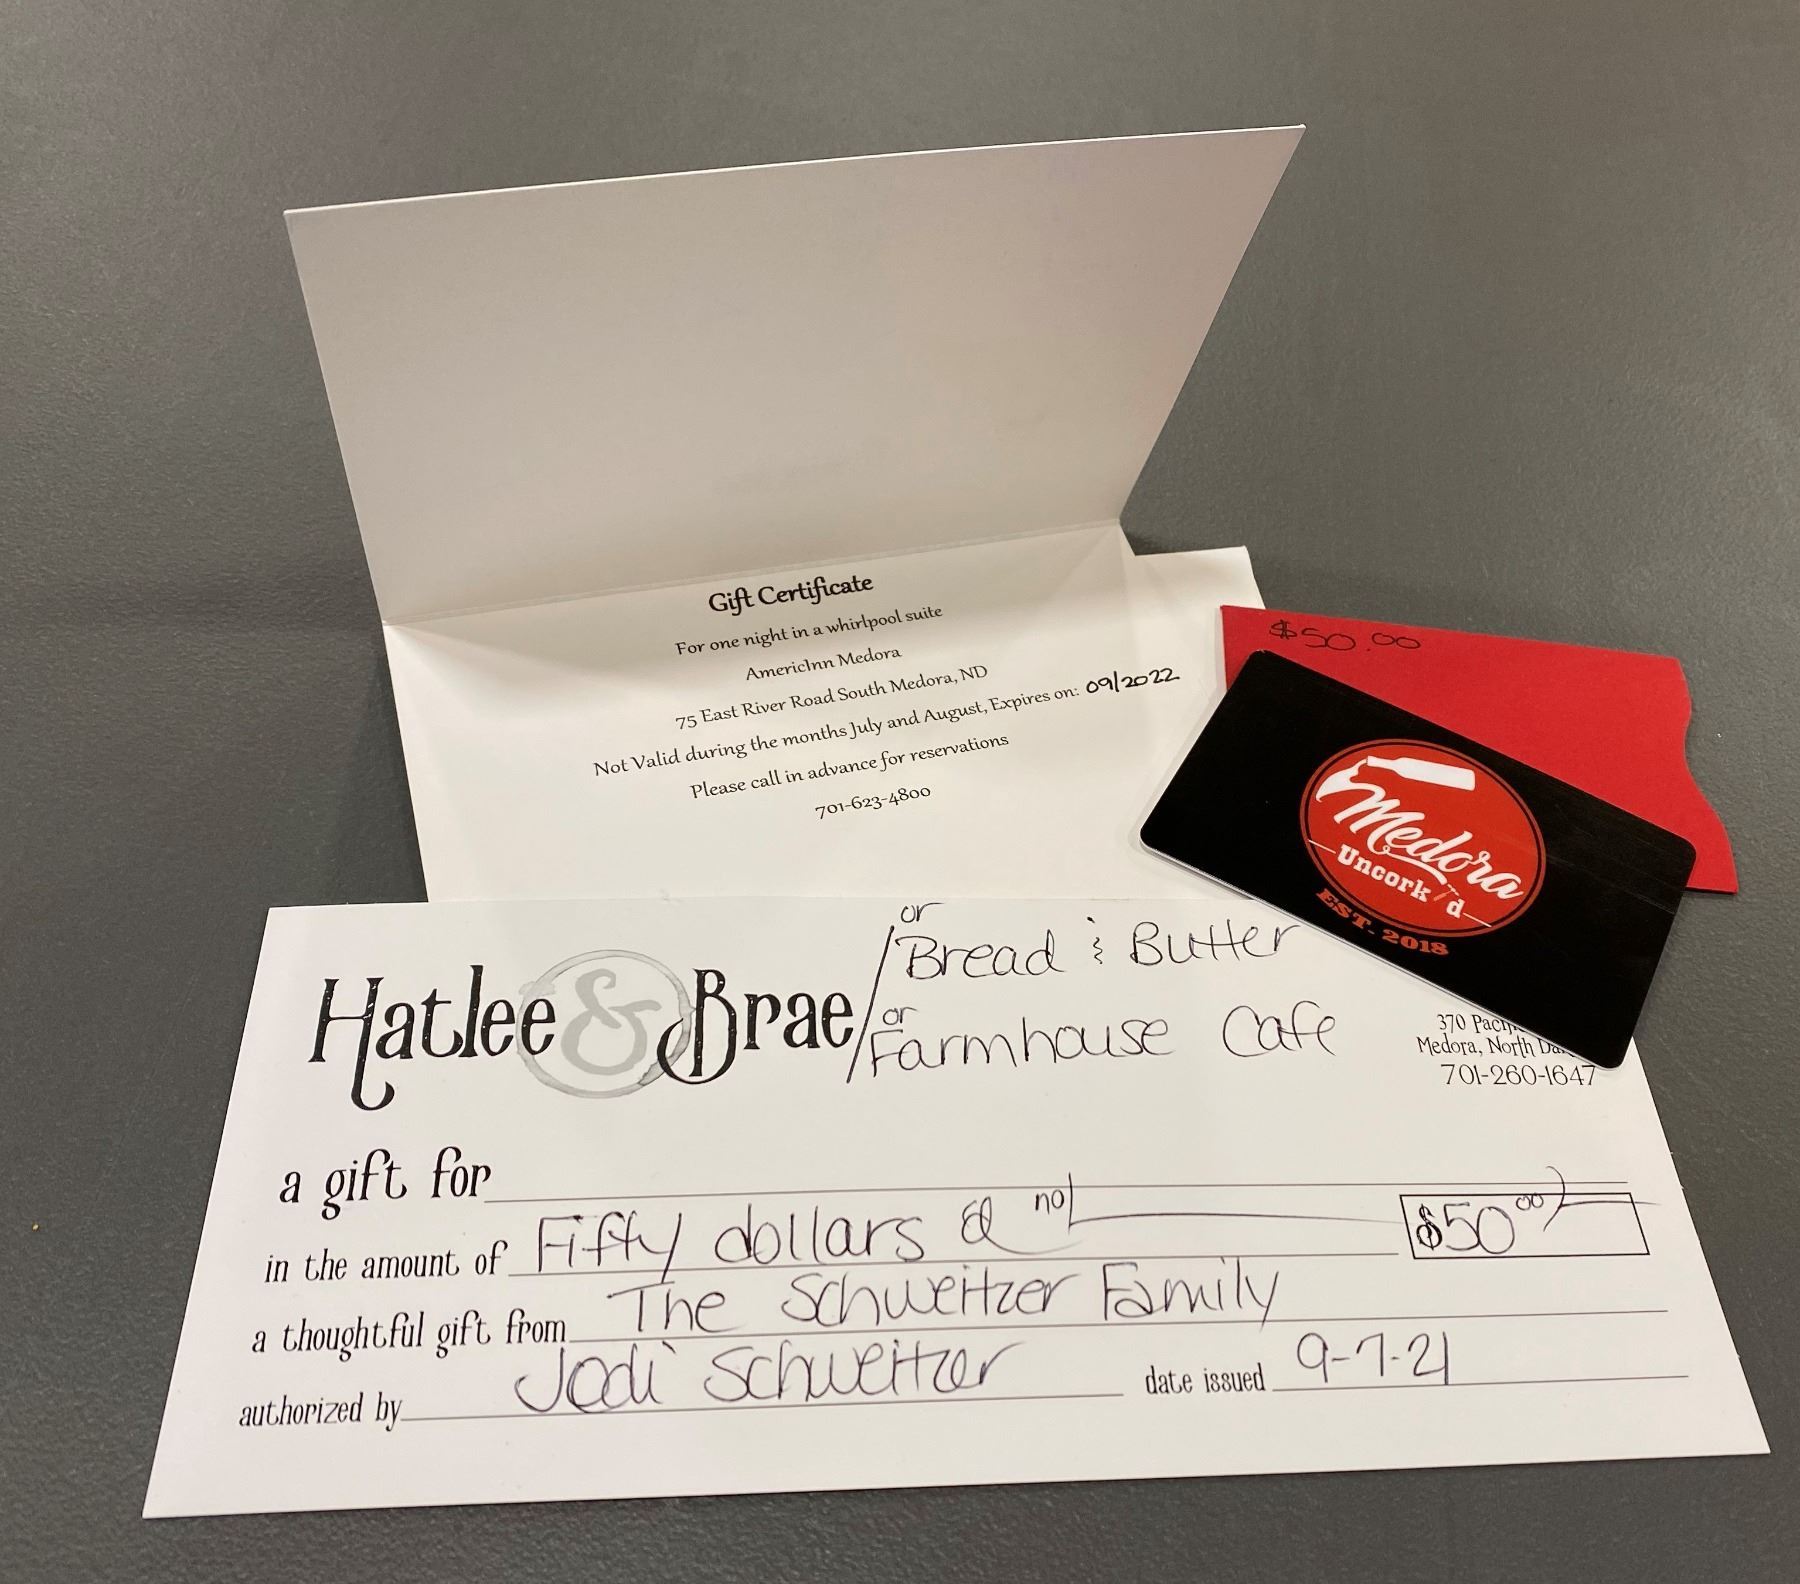 Gift Certificate
For one night in a whirlpool suite
AmericInn Medora
75 East River Road South Medora, ND
Not Valid during the months July and August, Expires on: 09/2022
Please call in advance for reservations
701-623-4800
$50.00
Medora
Uncork'd
EST. 2018
Hatlee & Brae / or Bread & Butter
or Farmhouse Cafe
370
Medora, North
701-260-1647
a gift for
in the amount of Fifty dollars & no/ $50 00/
a thoughtful gift from The Schweitzer Family
authorized by Jodi Schweitzer date issued 9-7-21